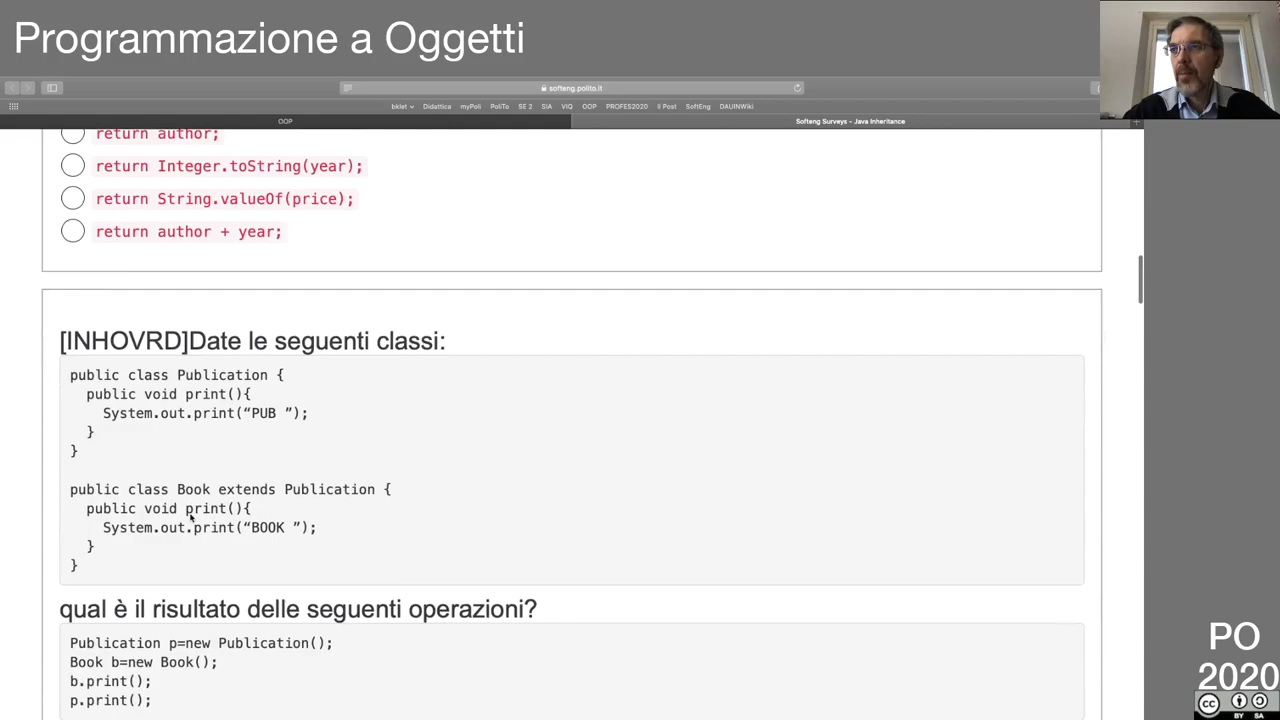 Programmazione a Oggetti
softeng.polito.it
bklet Didattica myPoli PoliTo SE 2 SIA VIQ OOP PROFES2020 Il Post SoftEng DAUINWiki
OOP
Softeng Surveys – Java Inheritance
return author;
return Integer.toString(year);
return String.valueOf(price);
return author + year;
[INHOVRD]Date le seguenti classi:
public class Publication {
public void print(){
System.out.print(“PUB ”);
}
}
public class Book extends Publication {
public void print(){
System.out.print(“BOOK ”);
}
}
qual è il risultato delle seguenti operazioni?
Publication p=new Publication();
Book b=new Book();
b.print();
p.print();
PO
2020
cc
BY SA